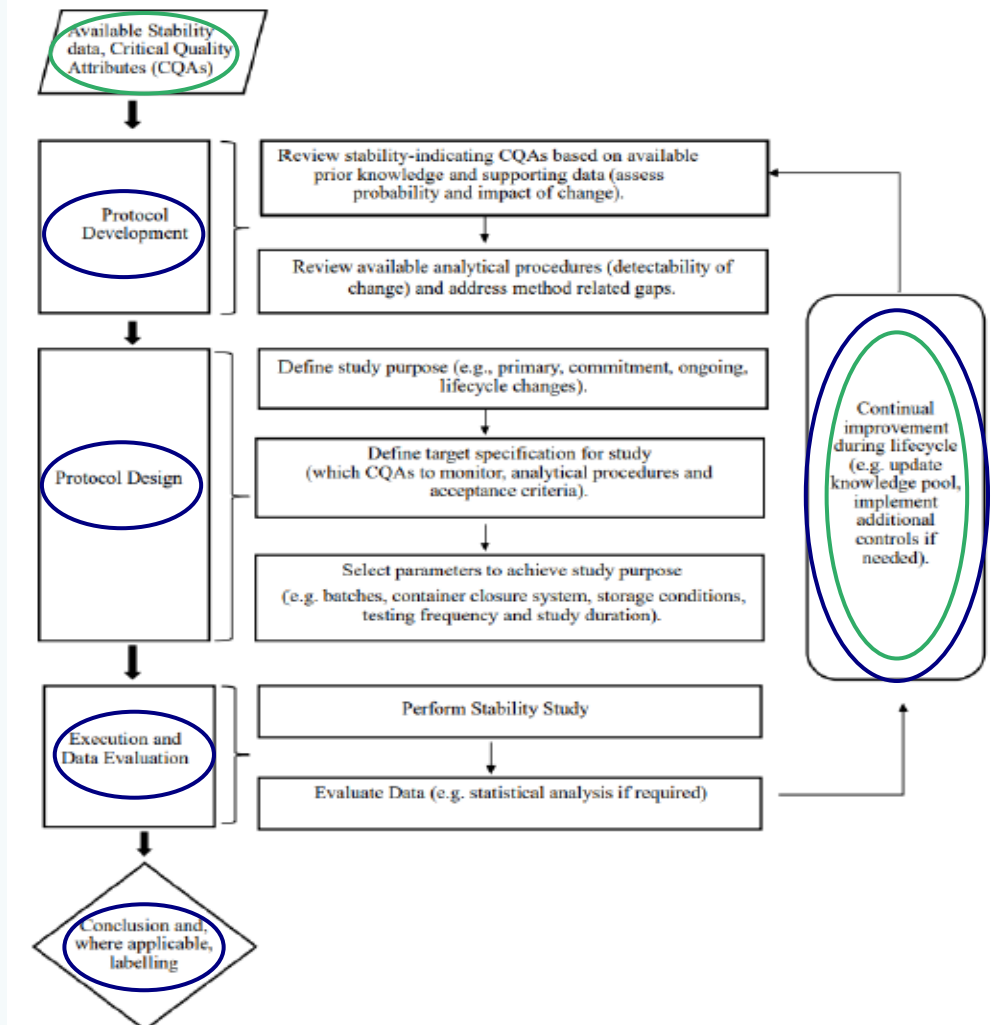 Available Stability
data, Critical Quality
Attributes (CQAs)
Protocol
Development
Review stability-indicating CQAs based on available
prior knowledge and supporting data (assess
probability and impact of change).
Review available analytical procedures (detectability of
change) and address method related gaps.
Protocol Design
Define study purpose (e.g., primary, commitment, ongoing,
lifecycle changes).
Define target specification for study
(which CQAs to monitor, analytical procedures and
acceptance criteria).
Select parameters to achieve study purpose
(e.g. batches, container closure system, storage conditions,
testing frequency and study duration).
Continual
improvement
during lifecycle
(e.g. update
knowledge pool,
implement
additional
controls if
needed).
Execution and
Data Evaluation
Perform Stability Study
Evaluate Data (e.g. statistical analysis if required)
Conclusion and,
where applicable,
labelling